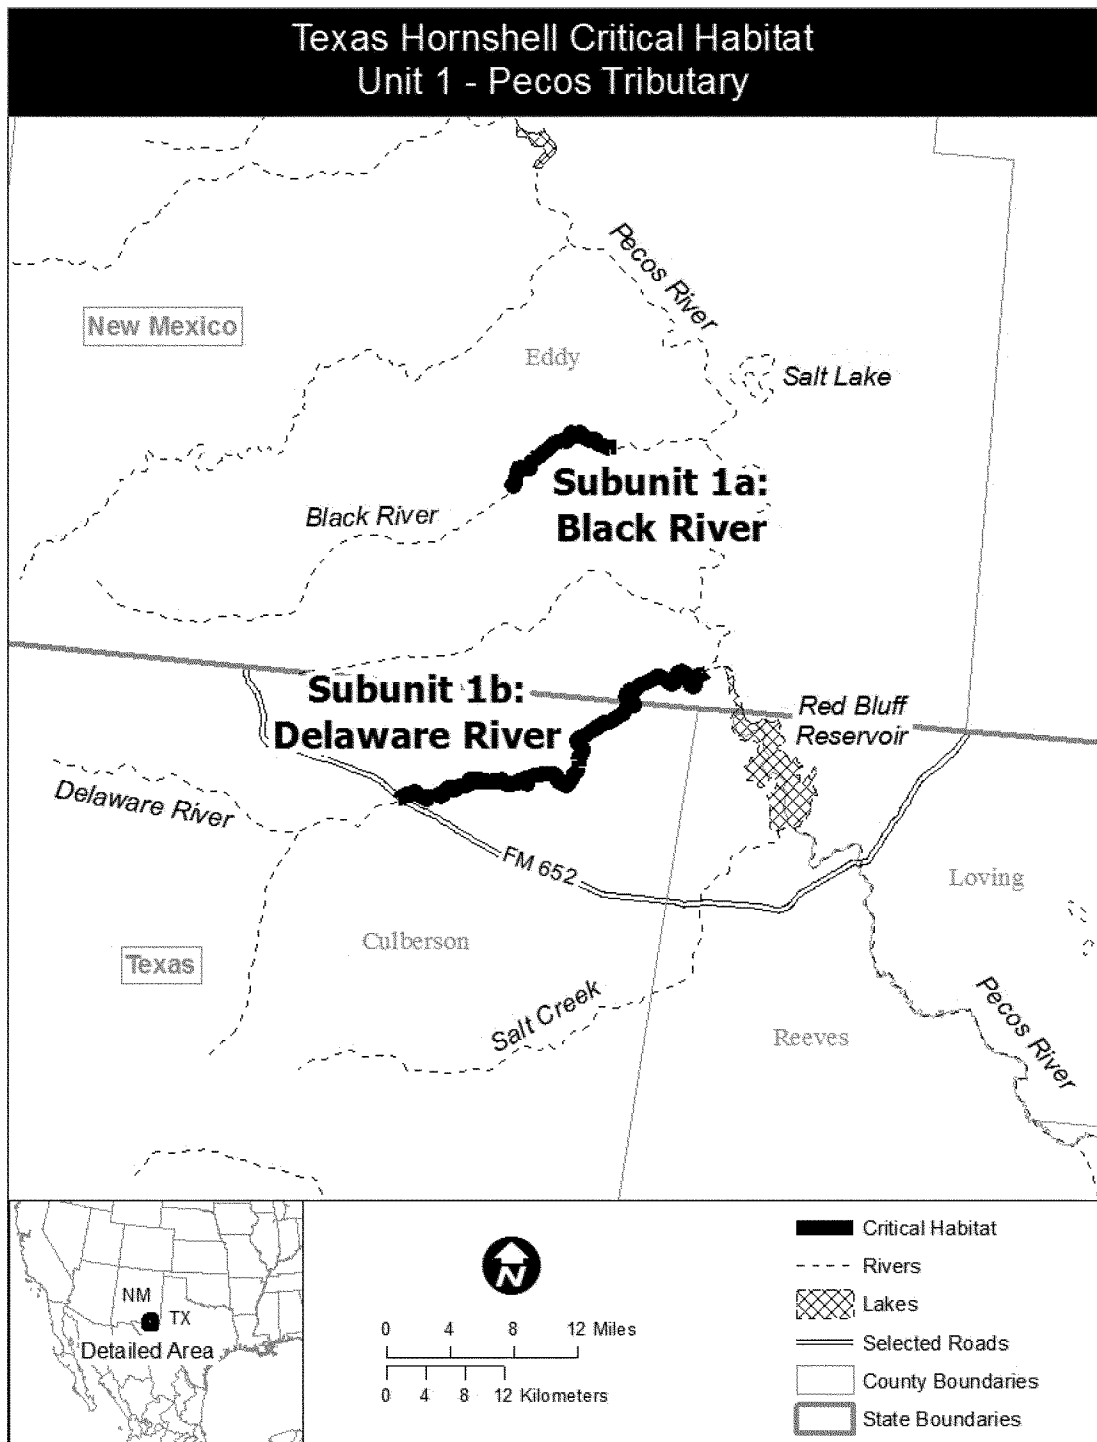 Texas Hornshell Critical Habitat
Unit 1 - Pecos Tributary
Pecos River
New Mexico
Eddy
Salt Lake
Subunit 1a:
Black River
Black River
Subunit 1b:
Delaware River
Red Bluff
Reservoir
Delaware River
FM 652
Loving
Culberson
Texas
Salt Creek
Pecos River
Reeves
NM
TX
Detailed Area
N
0 4 8 12 Miles
0 4 8 12 Kilometers
Critical Habitat
Rivers
Lakes
Selected Roads
County Boundaries
State Boundaries